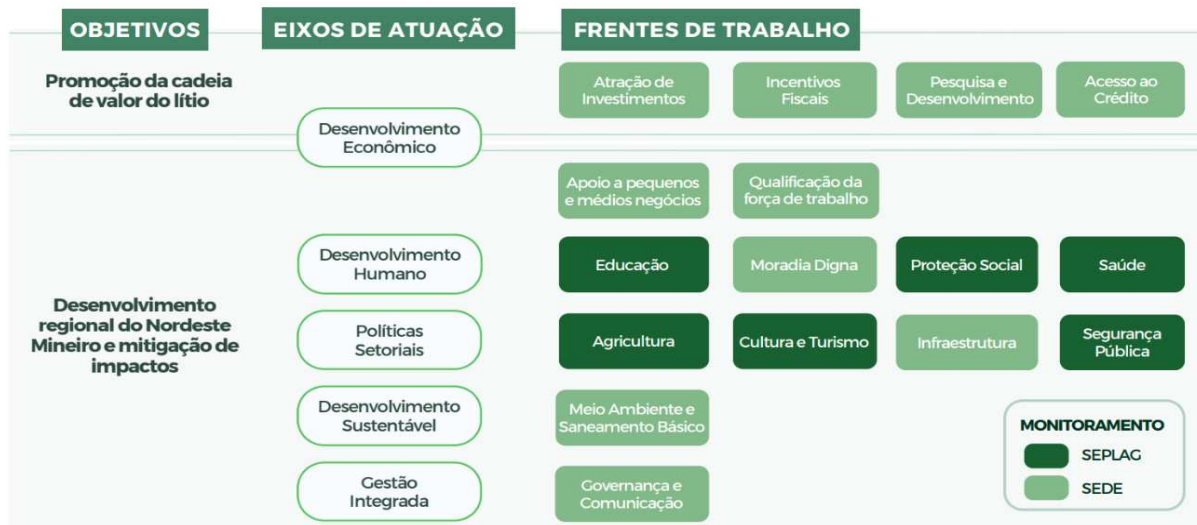 OBJETIVOS
EIXOS DE ATUAÇÃO
FRENTES DE TRABALHO
Promoção da cadeia
de valor do lítio
Atração de
Investimentos
Incentivos
Fiscais
Pesquisa e
Desenvolvimento
Acesso ao
Crédito
Desenvolvimento
Econômico
Apoio a pequenos
e médios negócios
Qualificação da
força de trabalho
Desenvolvimento
regional do Nordeste
Mineiro e mitigação de
impactos
Desenvolvimento
Humano
Educação
Moradia Digna
Proteção Social
Saúde
Políticas
Setoriais
Agricultura
Cultura e Turismo
Infraestrutura
Segurança
Pública
Desenvolvimento
Sustentável
Meio Ambiente e
Saneamento Básico
Gestão
Integrada
Governança e
Comunicação
MONITORAMENTO
SEPLAG
SEDE